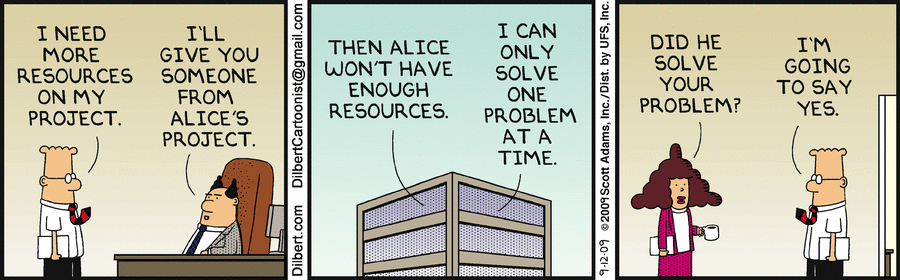 I NEED
MORE
RESOURCES
ON MY
PROJECT.
I'LL
GIVE YOU
SOMEONE
FROM
ALICE'S
PROJECT.
Dilbert.com DilbertCartoonist@gmail.com
THEN ALICE
WON'T HAVE
ENOUGH
RESOURCES.
I CAN
ONLY
SOLVE
ONE
PROBLEM
AT A
TIME.
9-12-09 © 2009 Scott Adams, Inc./Dist. by UFS, Inc.
DID HE
SOLVE
YOUR
PROBLEM?
I'M
GOING
TO SAY
YES.